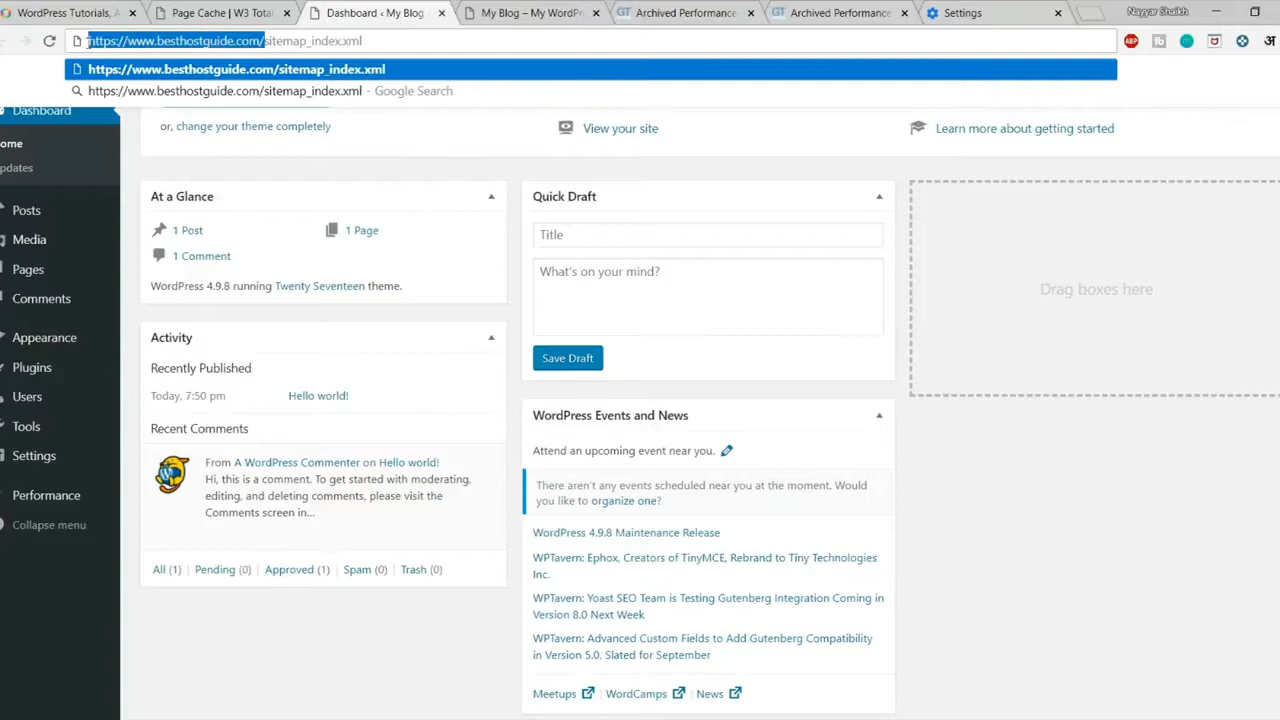 WordPress Tutorials, A
Page Cache | W3 Tota
Dashboard ‹ My Blog
My Blog – My WordPr
GT Archived Performance
GT Archived Performance
Settings
Nayyar Shaikh
https://www.besthostguide.com/sitemap_index.xml
ABP
अ
https://www.besthostguide.com/sitemap_index.xml
https://www.besthostguide.com/sitemap_index.xml - Google Search
Dashboard
ome
pdates
Posts
Media
Pages
Comments
Appearance
Plugins
Users
Tools
Settings
Performance
Collapse menu
or, change your theme completely
View your site
Learn more about getting started
At a Glance
1 Post
1 Page
1 Comment
WordPress 4.9.8 running Twenty Seventeen theme.
Activity
Recently Published
Today, 7:50 pm
Hello world!
Recent Comments
From A WordPress Commenter on Hello world!
Hi, this is a comment. To get started with moderating,
editing, and deleting comments, please visit the
Comments screen in...
All (1) | Pending (0) | Approved (1) | Spam (0) | Trash (0)
Quick Draft
Title
What's on your mind?
Save Draft
WordPress Events and News
Attend an upcoming event near you.
There aren't any events scheduled near you at the moment. Would
you like to organize one?
WordPress 4.9.8 Maintenance Release
WPTavern: Ephox, Creators of TinyMCE, Rebrand to Tiny Technologies
Inc.
WPTavern: Yoast SEO Team is Testing Gutenberg Integration Coming in
Version 8.0 Next Week
WPTavern: Advanced Custom Fields to Add Gutenberg Compatibility
in Version 5.0, Slated for September
Meetups | WordCamps | News
Drag boxes here